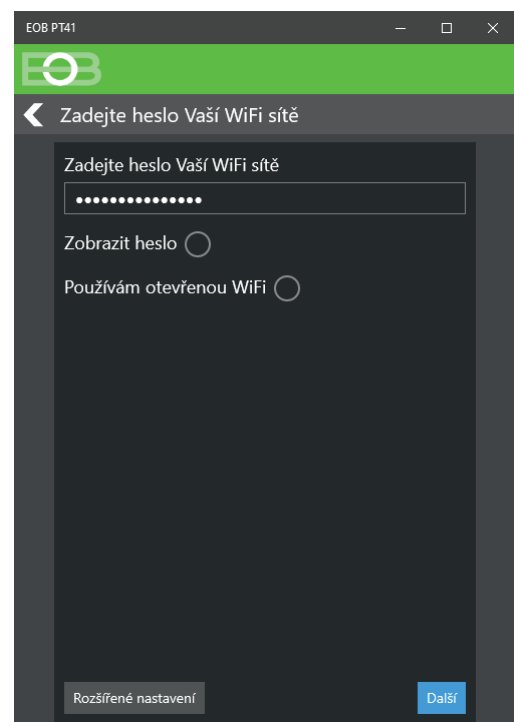 EOB PT41
EOB
Zadejte heslo Vaší WiFi sítě
Zadejte heslo Vaší WiFi sítě
•••••••••••••••
Zobrazit heslo
Používám otevřenou WiFi
Rozšířené nastavení
Další